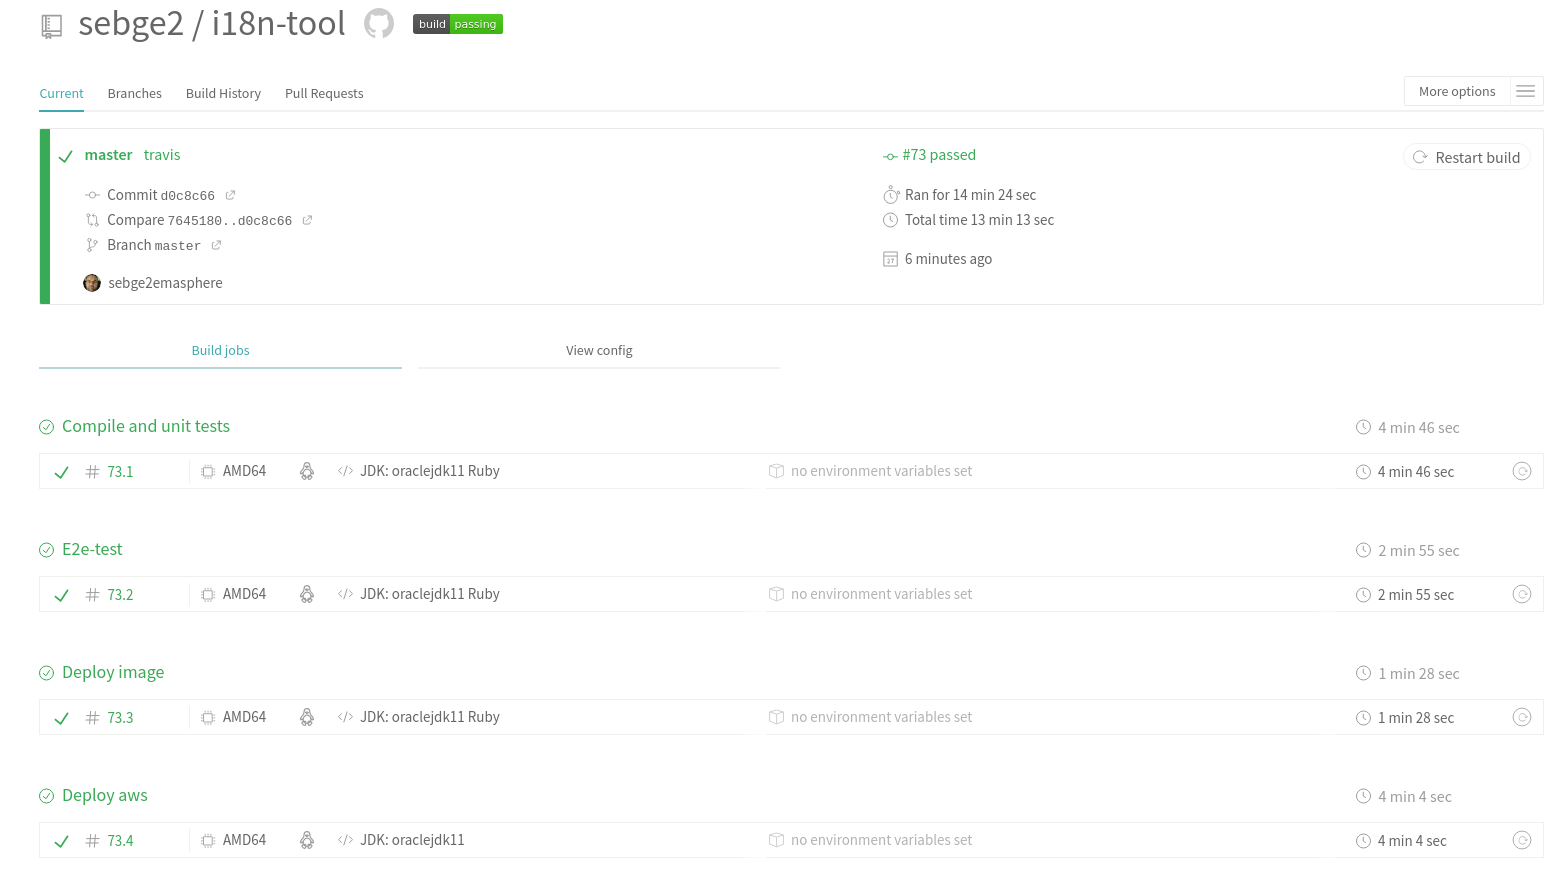 sebge2 / i18n-tool build passing
Current Branches Build History Pull Requests More options
master travis #73 passed Restart build
Commit d0c8c66 Ran for 14 min 24 sec
Compare 7645180..d0c8c66 Total time 13 min 13 sec
Branch master
6 minutes ago
sebge2emasphere
Build jobs View config
Compile and unit tests 4 min 46 sec
# 73.1 AMD64 </> JDK: oraclejdk11 Ruby no environment variables set 4 min 46 sec
E2e-test 2 min 55 sec
# 73.2 AMD64 </> JDK: oraclejdk11 Ruby no environment variables set 2 min 55 sec
Deploy image 1 min 28 sec
# 73.3 AMD64 </> JDK: oraclejdk11 Ruby no environment variables set 1 min 28 sec
Deploy aws 4 min 4 sec
# 73.4 AMD64 </> JDK: oraclejdk11 no environment variables set 4 min 4 sec